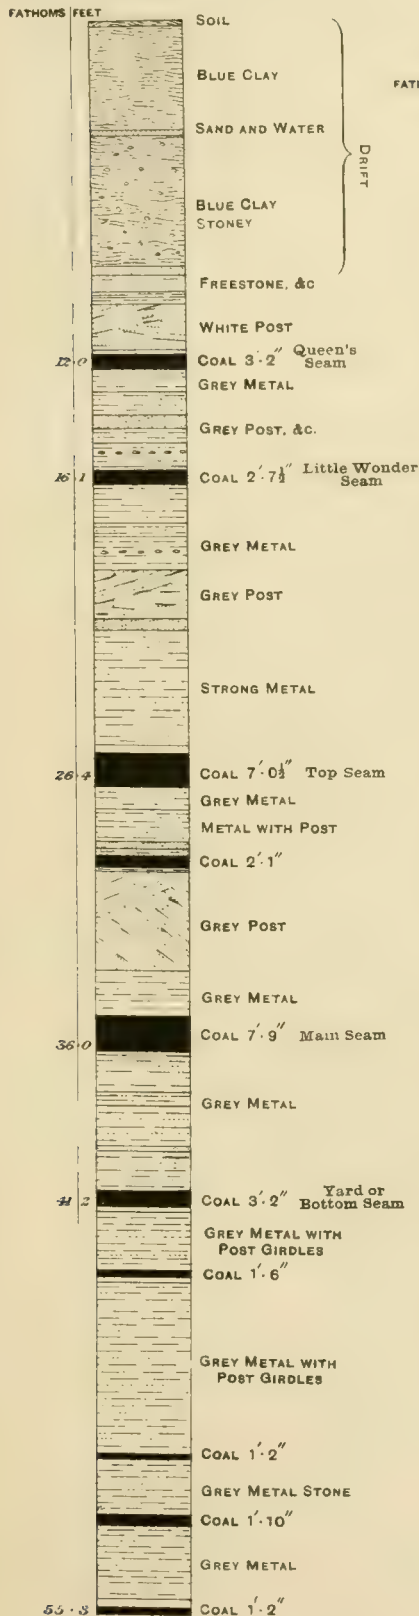 FATHOMS FEET
SOIL
BLUE CLAY
FATH
SAND AND WATER
DRIFT
BLUE CLAY
STONEY
FREESTONE, &C
WHITE POST
12·0 COAL 3'·2" Queen's
Seam
GREY METAL
GREY POST, &C.
16 1 COAL 2'·7½" Little Wonder
Seam
GREY METAL
GREY POST
STRONG METAL
26·4 COAL 7'·0½" Top Seam
GREY METAL
METAL WITH POST
COAL 2'·1"
GREY POST
GREY METAL
36·0 COAL 7'·9" Main Seam
GREY METAL
41 2 COAL 3'·2" Yard or
Bottom Seam
GREY METAL WITH
POST GIRDLES
COAL 1'·6"
GREY METAL WITH
POST GIRDLES
COAL 1'·2"
GREY METAL STONE
COAL 1'·10"
GREY METAL
55·3 COAL 1'·2"